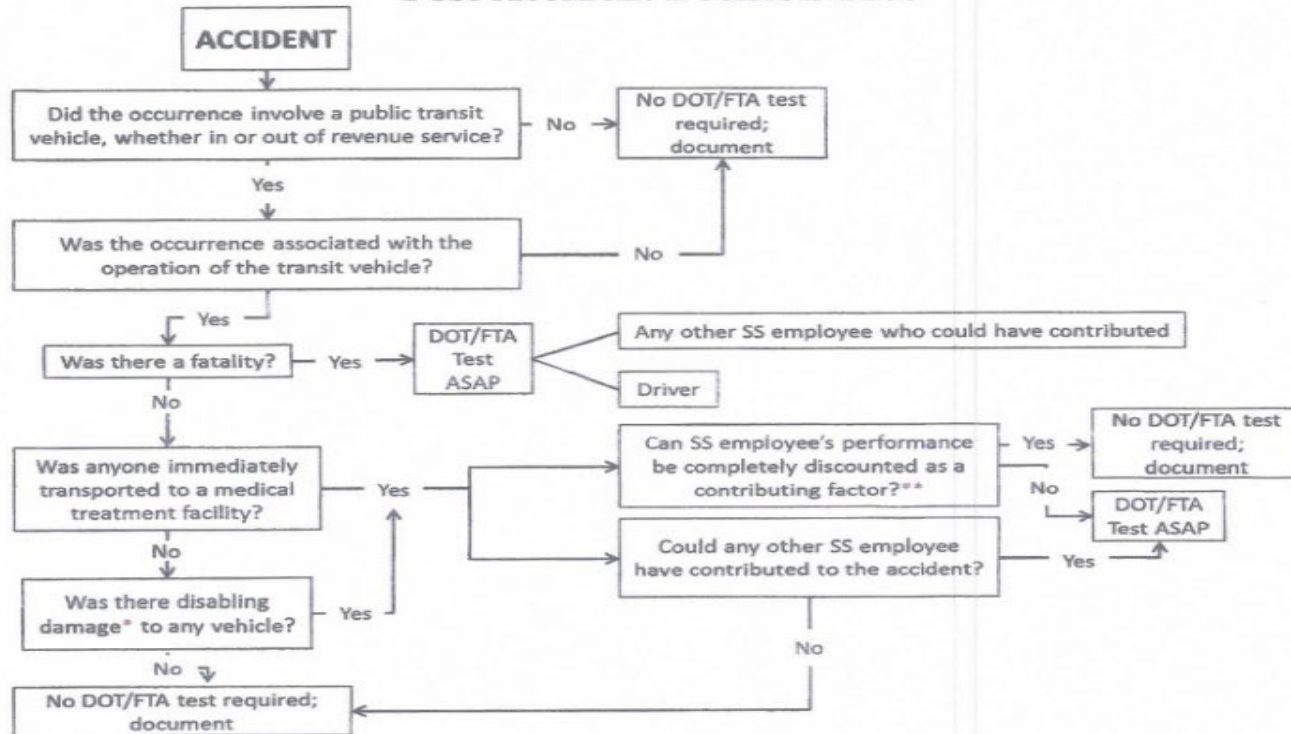 ACCIDENT
Did the occurrence involve a public transit
vehicle, whether in or out of revenue service?
No
No DOT/FTA test
required;
document
Yes
Was the occurrence associated with the
operation of the transit vehicle?
No
Yes
Was there a fatality?
Yes
DOT/FTA
Test
ASAP
Any other SS employee who could have contributed
Driver
No
Was anyone immediately
transported to a medical
treatment facility?
Yes
Can SS employee's performance
be completely discounted as a
contributing factor?**
Yes
No DOT/FTA test
required;
document
No
DOT/FTA
Test ASAP
Could any other SS employee
have contributed to the accident?
Yes
No
No
Was there disabling
damage* to any vehicle?
Yes
No
No DOT/FTA test required;
document